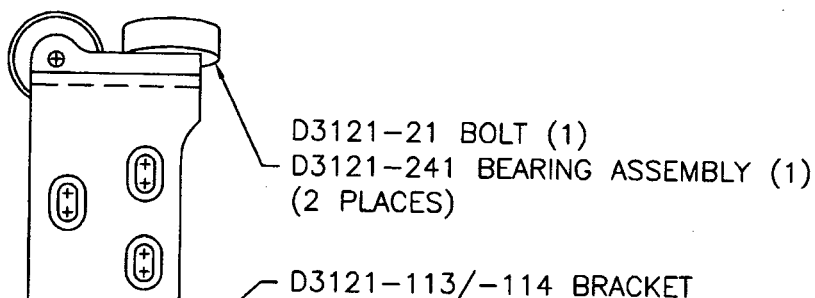 D3121-21 BOLT (1)
D3121-241 BEARING ASSEMBLY (1)
(2 PLACES)
D3121-113/-114 BRACKET